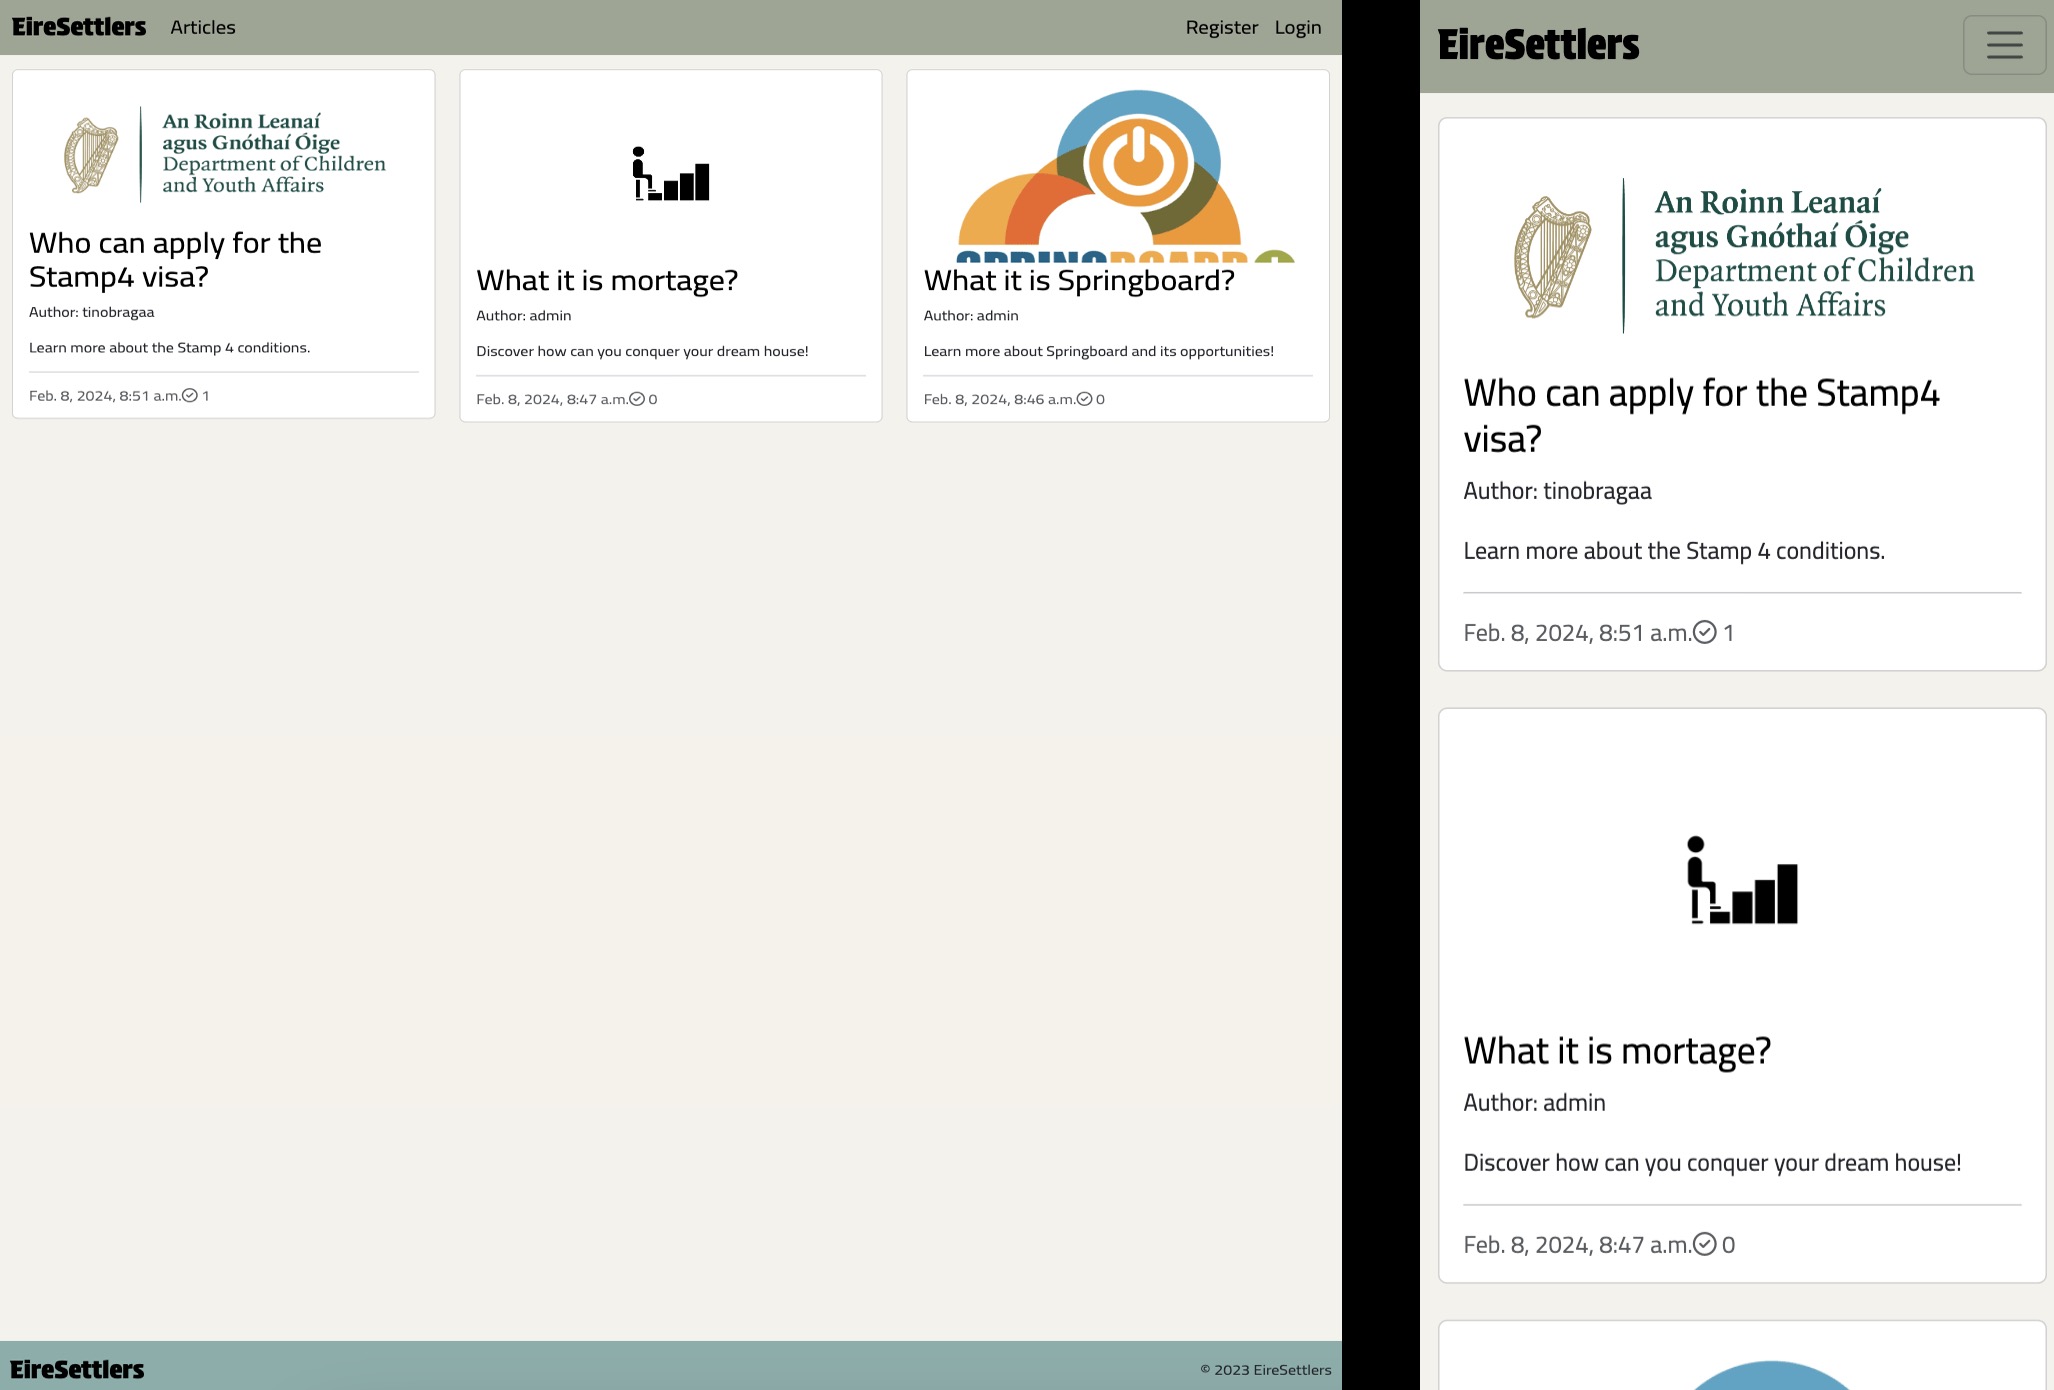 EireSettlers Articles Register Login
An Roinn Leanaí
agus Gnóthaí Óige
Department of Children
and Youth Affairs
Who can apply for the
Stamp4 visa?
Author: tinobragaa
Learn more about the Stamp 4 conditions.
Feb. 8, 2024, 8:51 a.m. 1
What it is mortage?
Author: admin
Discover how can you conquer your dream house!
Feb. 8, 2024, 8:47 a.m. 0
SPRINGBOARD
What it is Springboard?
Author: admin
Learn more about Springboard and its opportunities!
Feb. 8, 2024, 8:46 a.m. 0
EireSettlers © 2023 EireSettlers
EireSettlers
An Roinn Leanaí
agus Gnóthaí Óige
Department of Children
and Youth Affairs
Who can apply for the Stamp4
visa?
Author: tinobragaa
Learn more about the Stamp 4 conditions.
Feb. 8, 2024, 8:51 a.m. 1
What it is mortage?
Author: admin
Discover how can you conquer your dream house!
Feb. 8, 2024, 8:47 a.m. 0